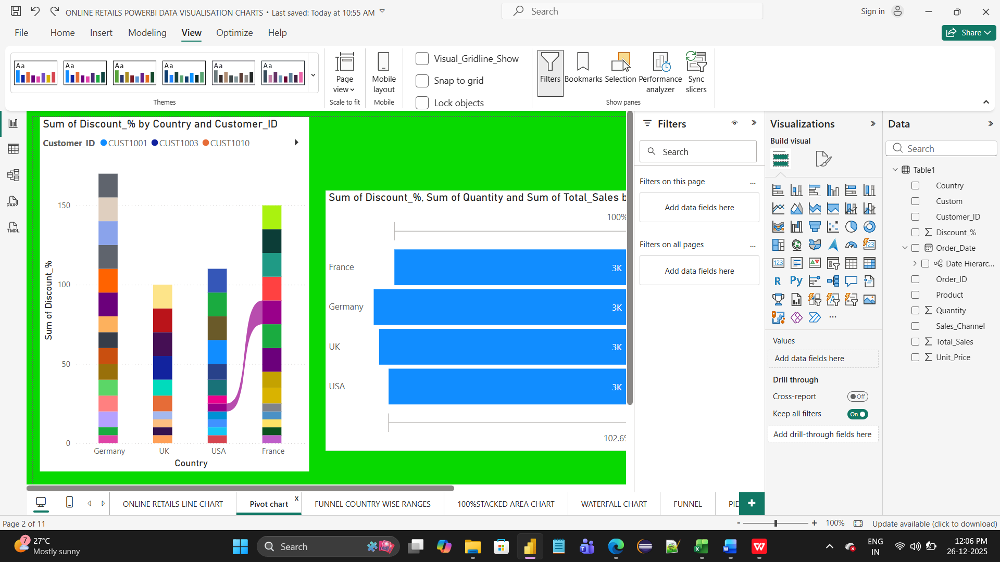 ONLINE RETAILS POWERBI DATA VISUALISATION CHARTS • Last saved: Today at 10:55 AM
Search
Sign in
File
Home
Insert
Modeling
View
Optimize
Help
Share
Aa
Aa
Aa
Aa
Aa
Aa
Themes
Page view
Scale to fit
Mobile layout
Mobile
Visual_Gridline_Show
Snap to grid
Lock objects
Filters
Bookmarks
Selection
Performance analyzer
Sync slicers
Show panes
Sum of Discount_% by Country and Customer_ID
Customer_ID CUST1001 CUST1003 CUST1010
150
100
50
0
Sum of Discount_%
Germany
UK
USA
France
Country
Sum of Discount_%, Sum of Quantity and Sum of Total_Sales b
100%
France 3K
Germany 3K
UK 3K
USA 3K
102.6%
Filters
Search
Filters on this page ...
Add data fields here
Filters on all pages ...
Add data fields here
Visualizations
Build visual
123
123
R
Py
...
Values
Add data fields here
Drill through
Cross-report Off
Keep all filters On
Add drill-through fields here
Data
Search
Table1
Country
Custom
Customer_ID
Discount_%
Order_Date
Date Hierarc...
Order_ID
Product
Quantity
Sales_Channel
Total_Sales
Unit_Price
DAX
TMDL
ONLINE RETAILS LINE CHART
Pivot chart
x
FUNNEL COUNTRY WISE RANGES
100%STACKED AREA CHART
WATERFALL CHART
FUNNEL
PIE
+
Page 2 of 11
- + 100%
Update available (click to download)
7
27°C
Mostly sunny
Search
ENG
IN
12:06 PM
26-12-2025